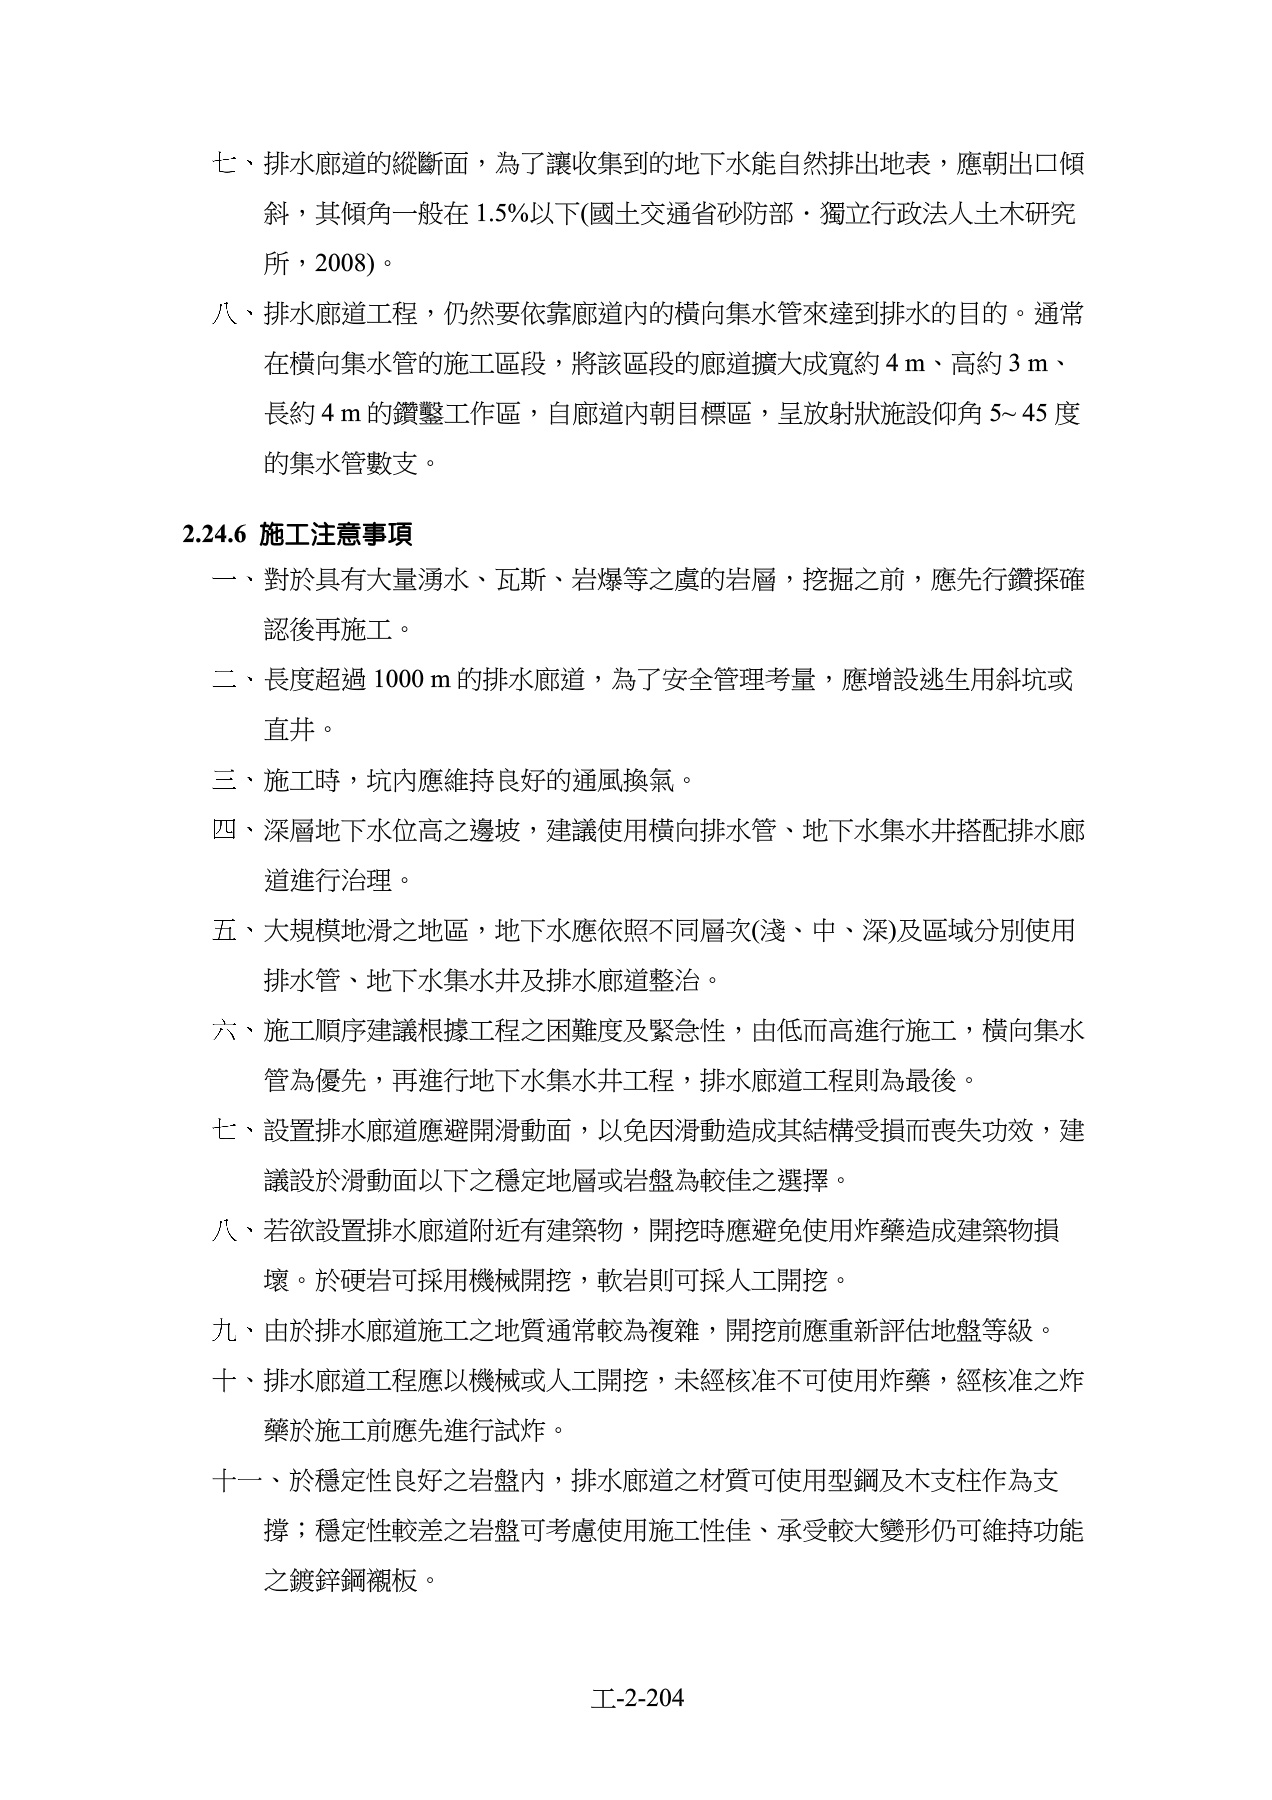 七、排水廊道的縱斷面，為了讓收集到的地下水能自然排出地表，應朝出口傾
斜，其傾角一般在 1.5%以下(國土交通省砂防部．獨立行政法人土木研究
所，2008)。
八、排水廊道工程，仍然要依靠廊道內的橫向集水管來達到排水的目的。通常
在橫向集水管的施工區段，將該區段的廊道擴大成寬約 4 m、高約 3 m、
長約 4 m 的鑽鑿工作區，自廊道內朝目標區，呈放射狀施設仰角 5~ 45 度
的集水管數支。
2.24.6 施工注意事項
一、對於具有大量湧水、瓦斯、岩爆等之虞的岩層，挖掘之前，應先行鑽探確
認後再施工。
二、長度超過 1000 m 的排水廊道，為了安全管理考量，應增設逃生用斜坑或
直井。
三、施工時，坑內應維持良好的通風換氣。
四、深層地下水位高之邊坡，建議使用橫向排水管、地下水集水井搭配排水廊
道進行治理。
五、大規模地滑之地區，地下水應依照不同層次(淺、中、深)及區域分別使用
排水管、地下水集水井及排水廊道整治。
六、施工順序建議根據工程之困難度及緊急性，由低而高進行施工，橫向集水
管為優先，再進行地下水集水井工程，排水廊道工程則為最後。
七、設置排水廊道應避開滑動面，以免因滑動造成其結構受損而喪失功效，建
議設於滑動面以下之穩定地層或岩盤為較佳之選擇。
八、若欲設置排水廊道附近有建築物，開挖時應避免使用炸藥造成建築物損
壞。於硬岩可採用機械開挖，軟岩則可採人工開挖。
九、由於排水廊道施工之地質通常較為複雜，開挖前應重新評估地盤等級。
十、排水廊道工程應以機械或人工開挖，未經核准不可使用炸藥，經核准之炸
藥於施工前應先進行試炸。
十一、於穩定性良好之岩盤內，排水廊道之材質可使用型鋼及木支柱作為支
撐；穩定性較差之岩盤可考慮使用施工性佳、承受較大變形仍可維持功能
之鍍鋅鋼襯板。
工-2-204